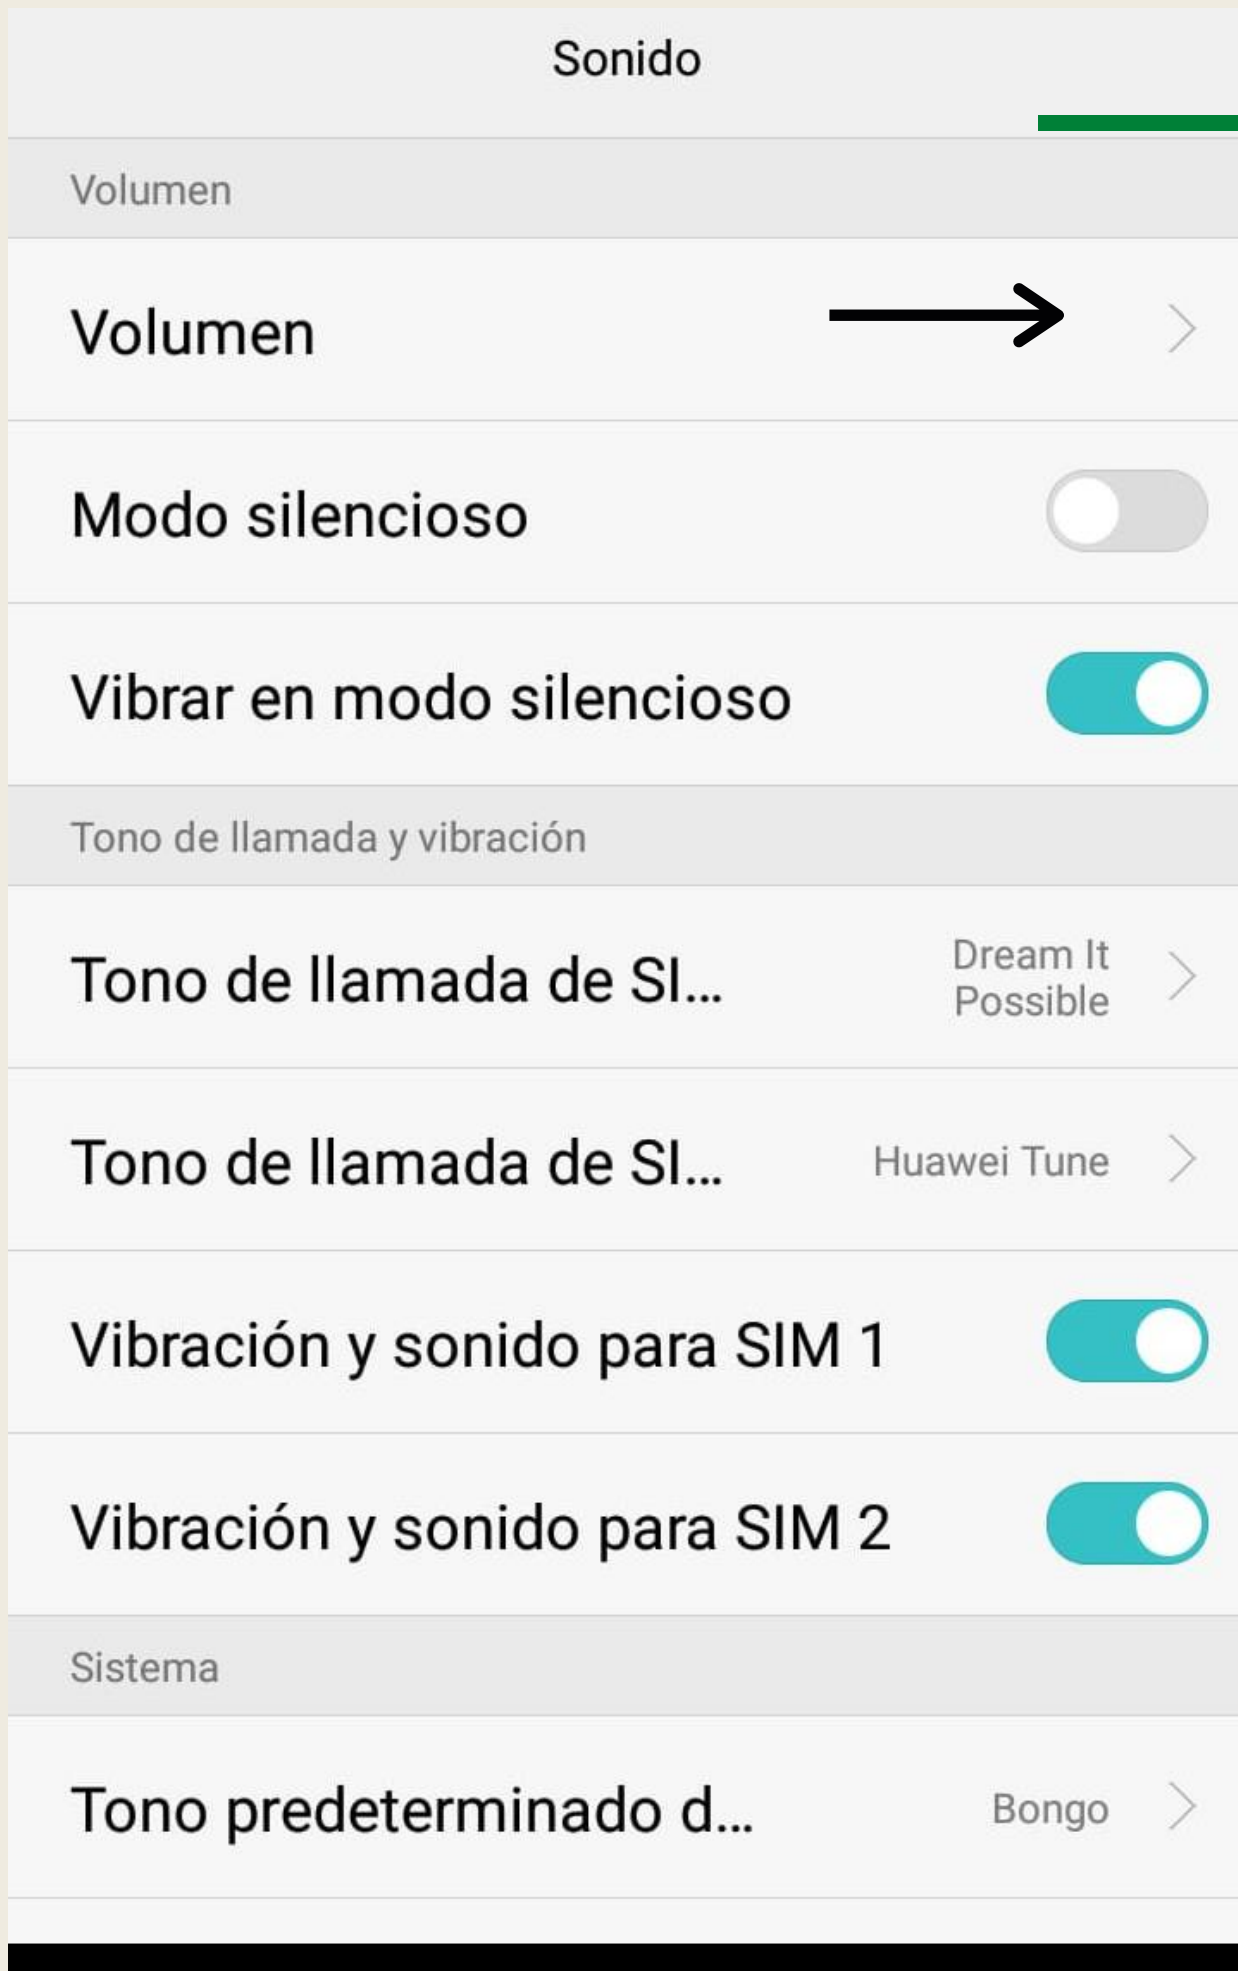 Sonido
Volumen
Volumen
Modo silencioso
Vibrar en modo silencioso
Tono de llamada y vibración
Tono de llamada de SI...
Dream It
Possible
Tono de llamada de SI...
Huawei Tune
Vibración y sonido para SIM 1
Vibración y sonido para SIM 2
Sistema
Tono predeterminado d...
Bongo